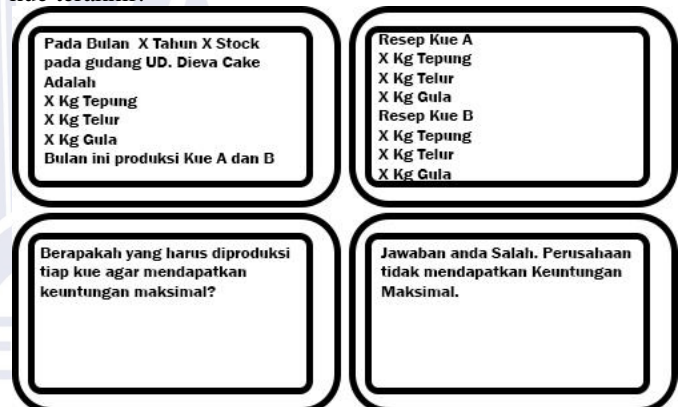 Pada Bulan X Tahun X Stock
pada gudang UD. Dieva Cake
Adalah
X Kg Tepung
X Kg Telur
X Kg Gula
Bulan ini produksi Kue A dan B
Resep Kue A
X Kg Tepung
X Kg Telur
X Kg Gula
Resep Kue B
X Kg Tepung
X Kg Telur
X Kg Gula
Berapakah yang harus diproduksi
tiap kue agar mendapatkan
keuntungan maksimal?
Jawaban anda Salah. Perusahaan
tidak mendapatkan Keuntungan
Maksimal.